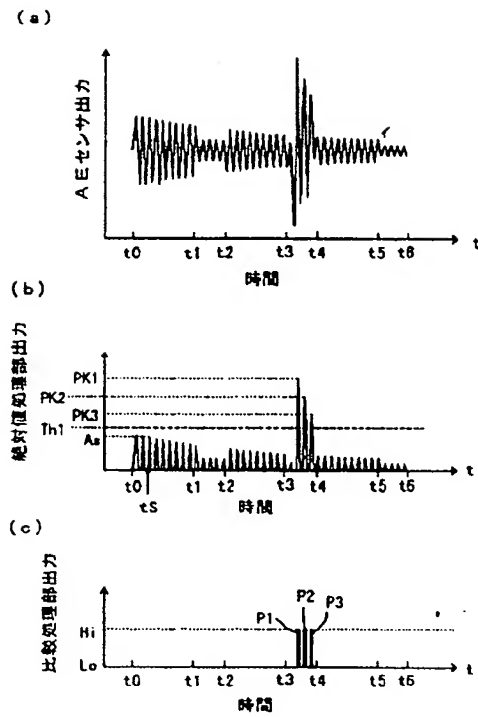 (a)
AEセンサ出力
t0 t1 t2 t3 t4 t5 t6 t
時間
(b)
絶対値処理部出力
PK1
PK2
PK3
Th1
As
t0 t1 t2 t3 t4 t5 t6 t
tS
時間
(c)
比較処理部出力
P1 P2 P3
Hi
Lo
t0 t1 t2 t3 t4 t5 t6 t
時間